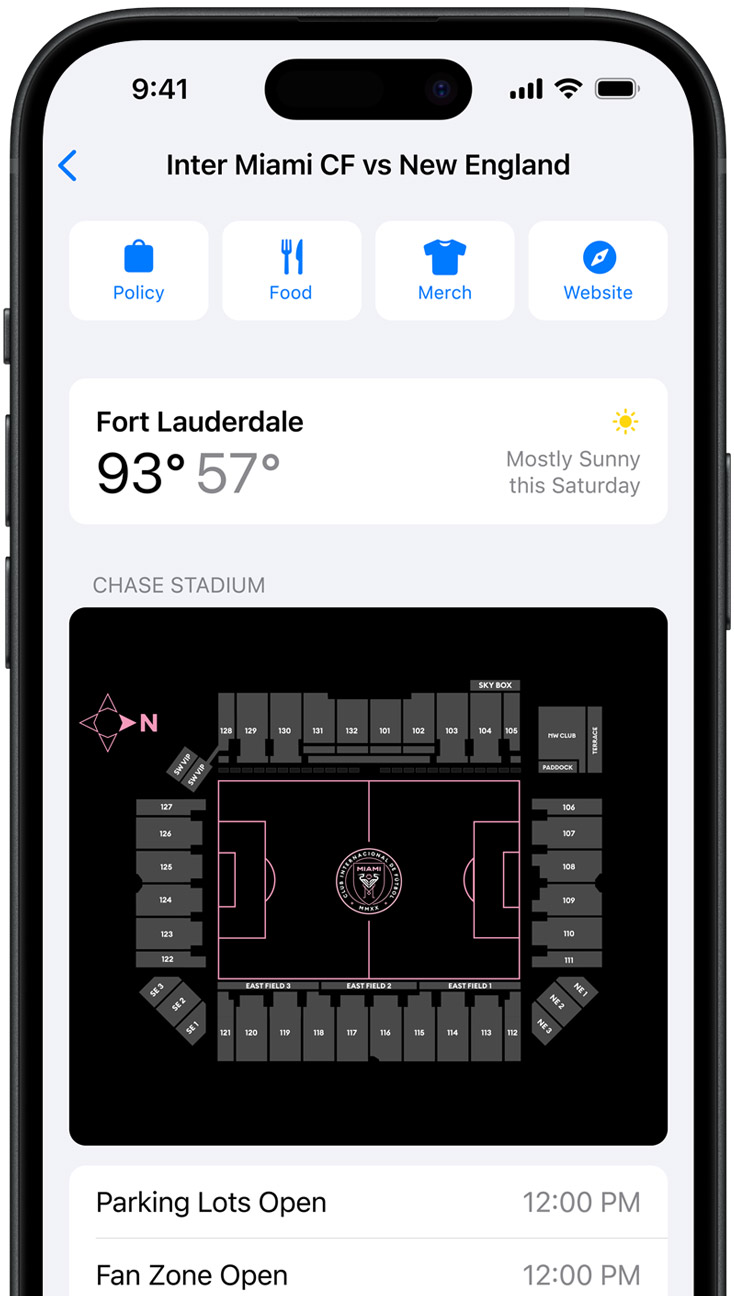 9:41
Inter Miami CF vs New England
Policy
Food
Merch
Website
Fort Lauderdale
93° 57°
Mostly Sunny
this Saturday
CHASE STADIUM
SKY BOX
N
128 129 130 131 132 101 102 103 104 105
MW CLUB
TERRACE
PADDOCK
SW VIP
SW VIP
127
126
125
124
123
122
106
107
108
109
110
111
CLUB INTERNACIONAL DE FÚTBOL
MIAMI
MMXX
EAST FIELD 3 EAST FIELD 2 EAST FIELD 1
SE 3
SE 2
SE 1
NE 1
NE 2
NE 3
121 120 119 118 117 116 115 114 113 112
Parking Lots Open 12:00 PM
Fan Zone Open 12:00 PM